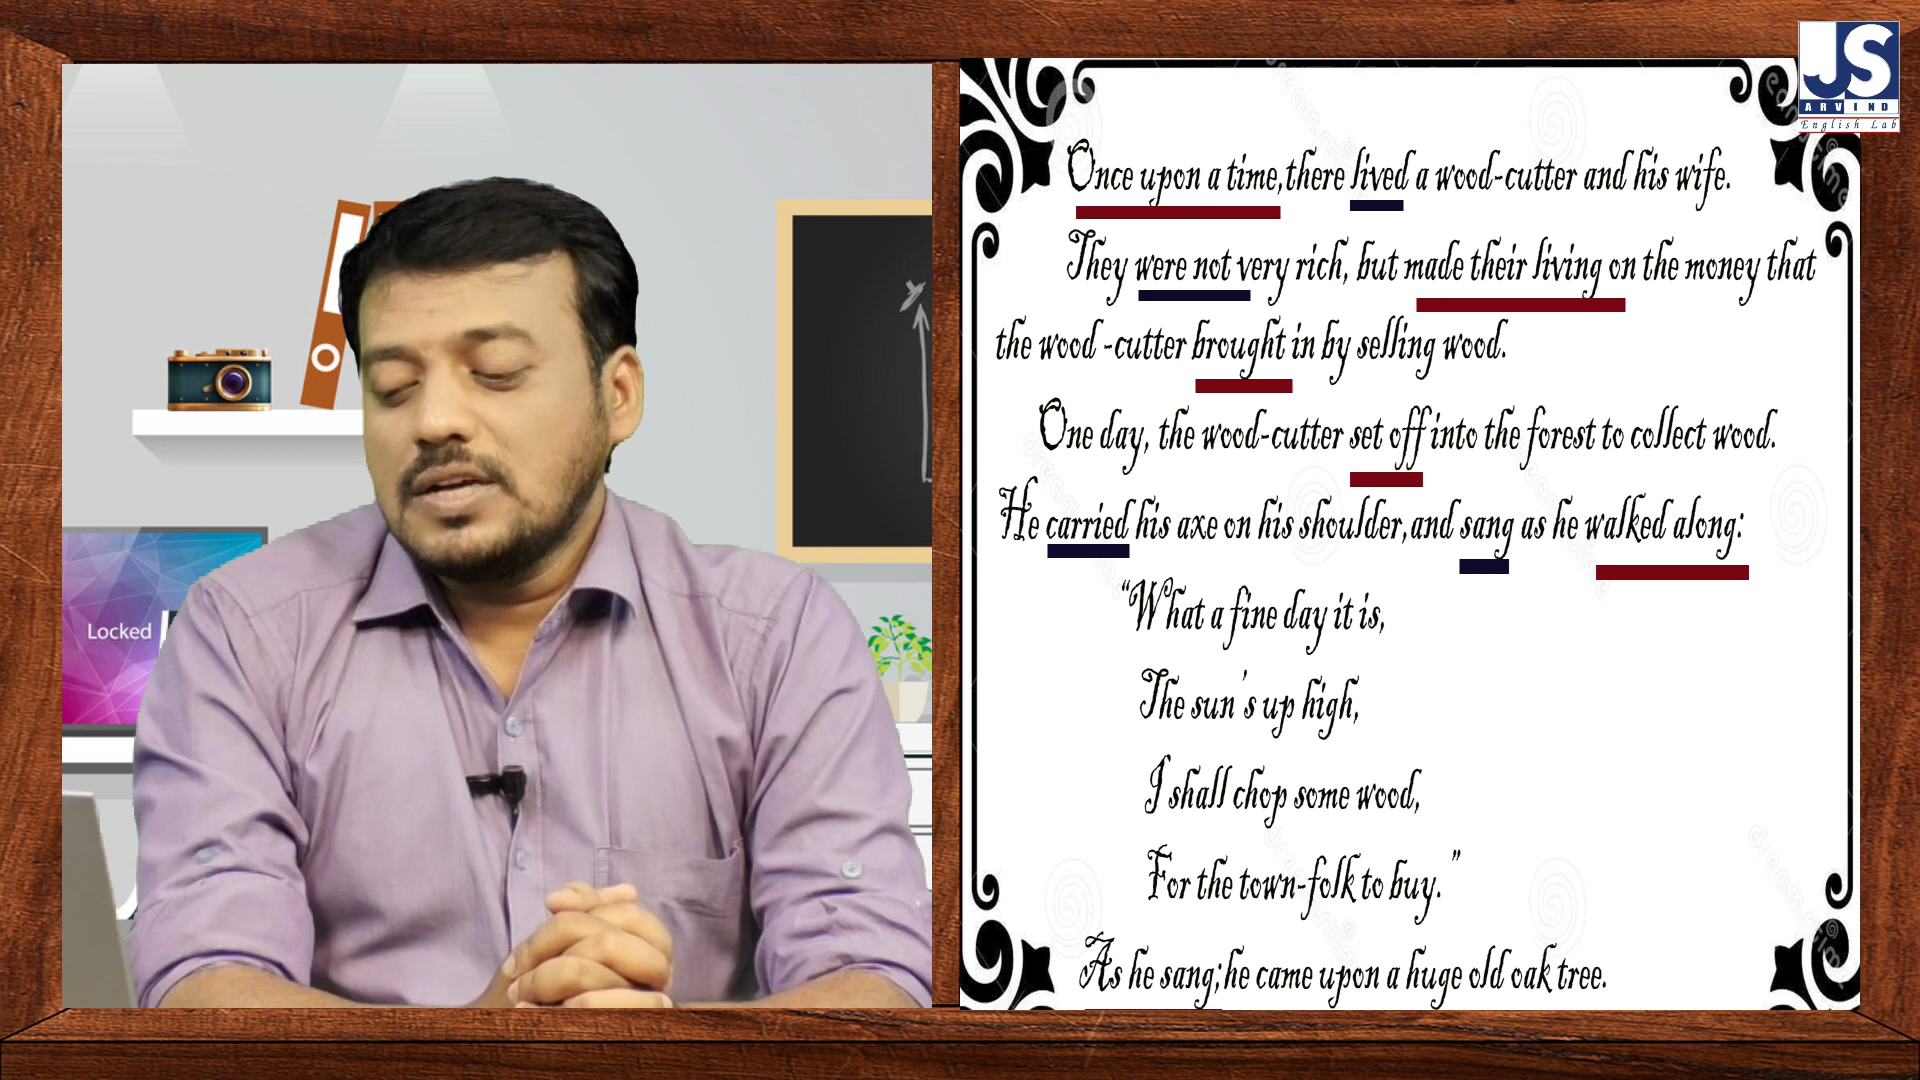 JS
ARVIND
English Lab
Once upon a time,there lived a wood-cutter and his wife.
They were not very rich, but made their living on the money that
the wood -cutter brought in by selling wood.
One day, the wood-cutter set off into the forest to collect wood.
He carried his axe on his shoulder,and sang as he walked along:
“What a fine day it is,
The sun's up high,
I shall chop some wood,
For the town-folk to buy.”
As he sang;he came upon a huge old oak tree.
Locked